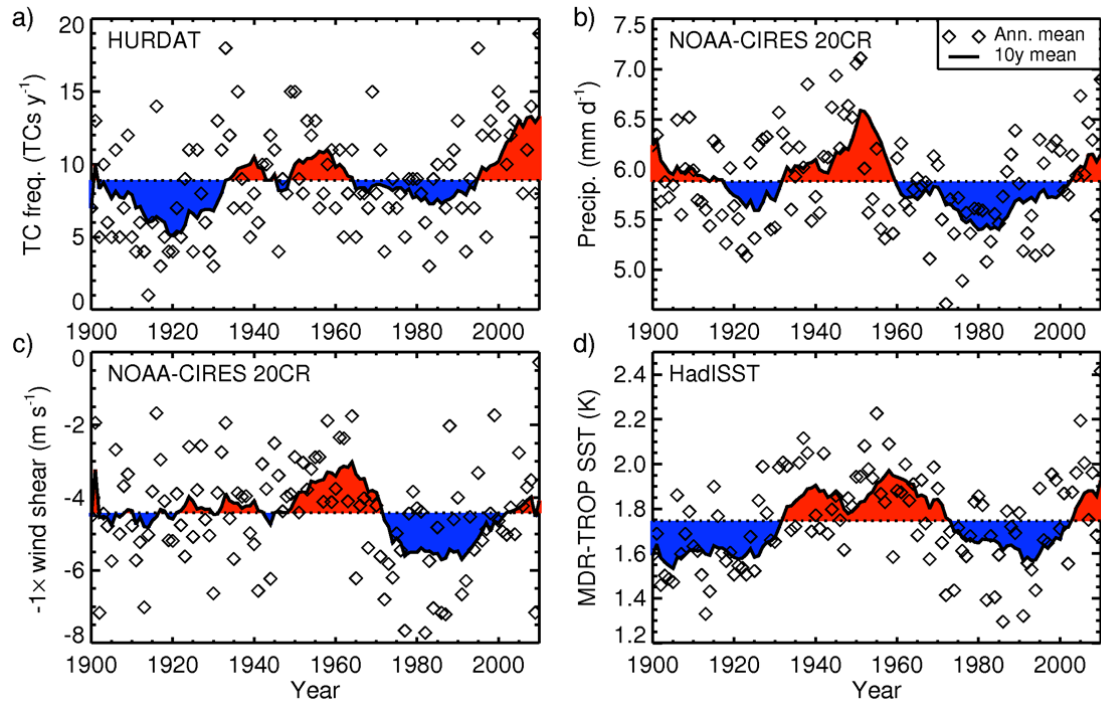 a)
HURDAT
TC freq. (TCs y⁻¹)
20
15
10
5
0
1900 1920 1940 1960 1980 2000
b)
NOAA-CIRES 20CR
Ann. mean
10y mean
Precip. (mm d⁻¹)
7.5
7.0
6.5
6.0
5.5
5.0
1900 1920 1940 1960 1980 2000
c)
NOAA-CIRES 20CR
-1× wind shear (m s⁻¹)
0
-2
-4
-6
-8
1900 1920 1940 1960 1980 2000
Year
d)
HadISST
MDR-TROP SST (K)
2.4
2.2
2.0
1.8
1.6
1.4
1.2
1900 1920 1940 1960 1980 2000
Year